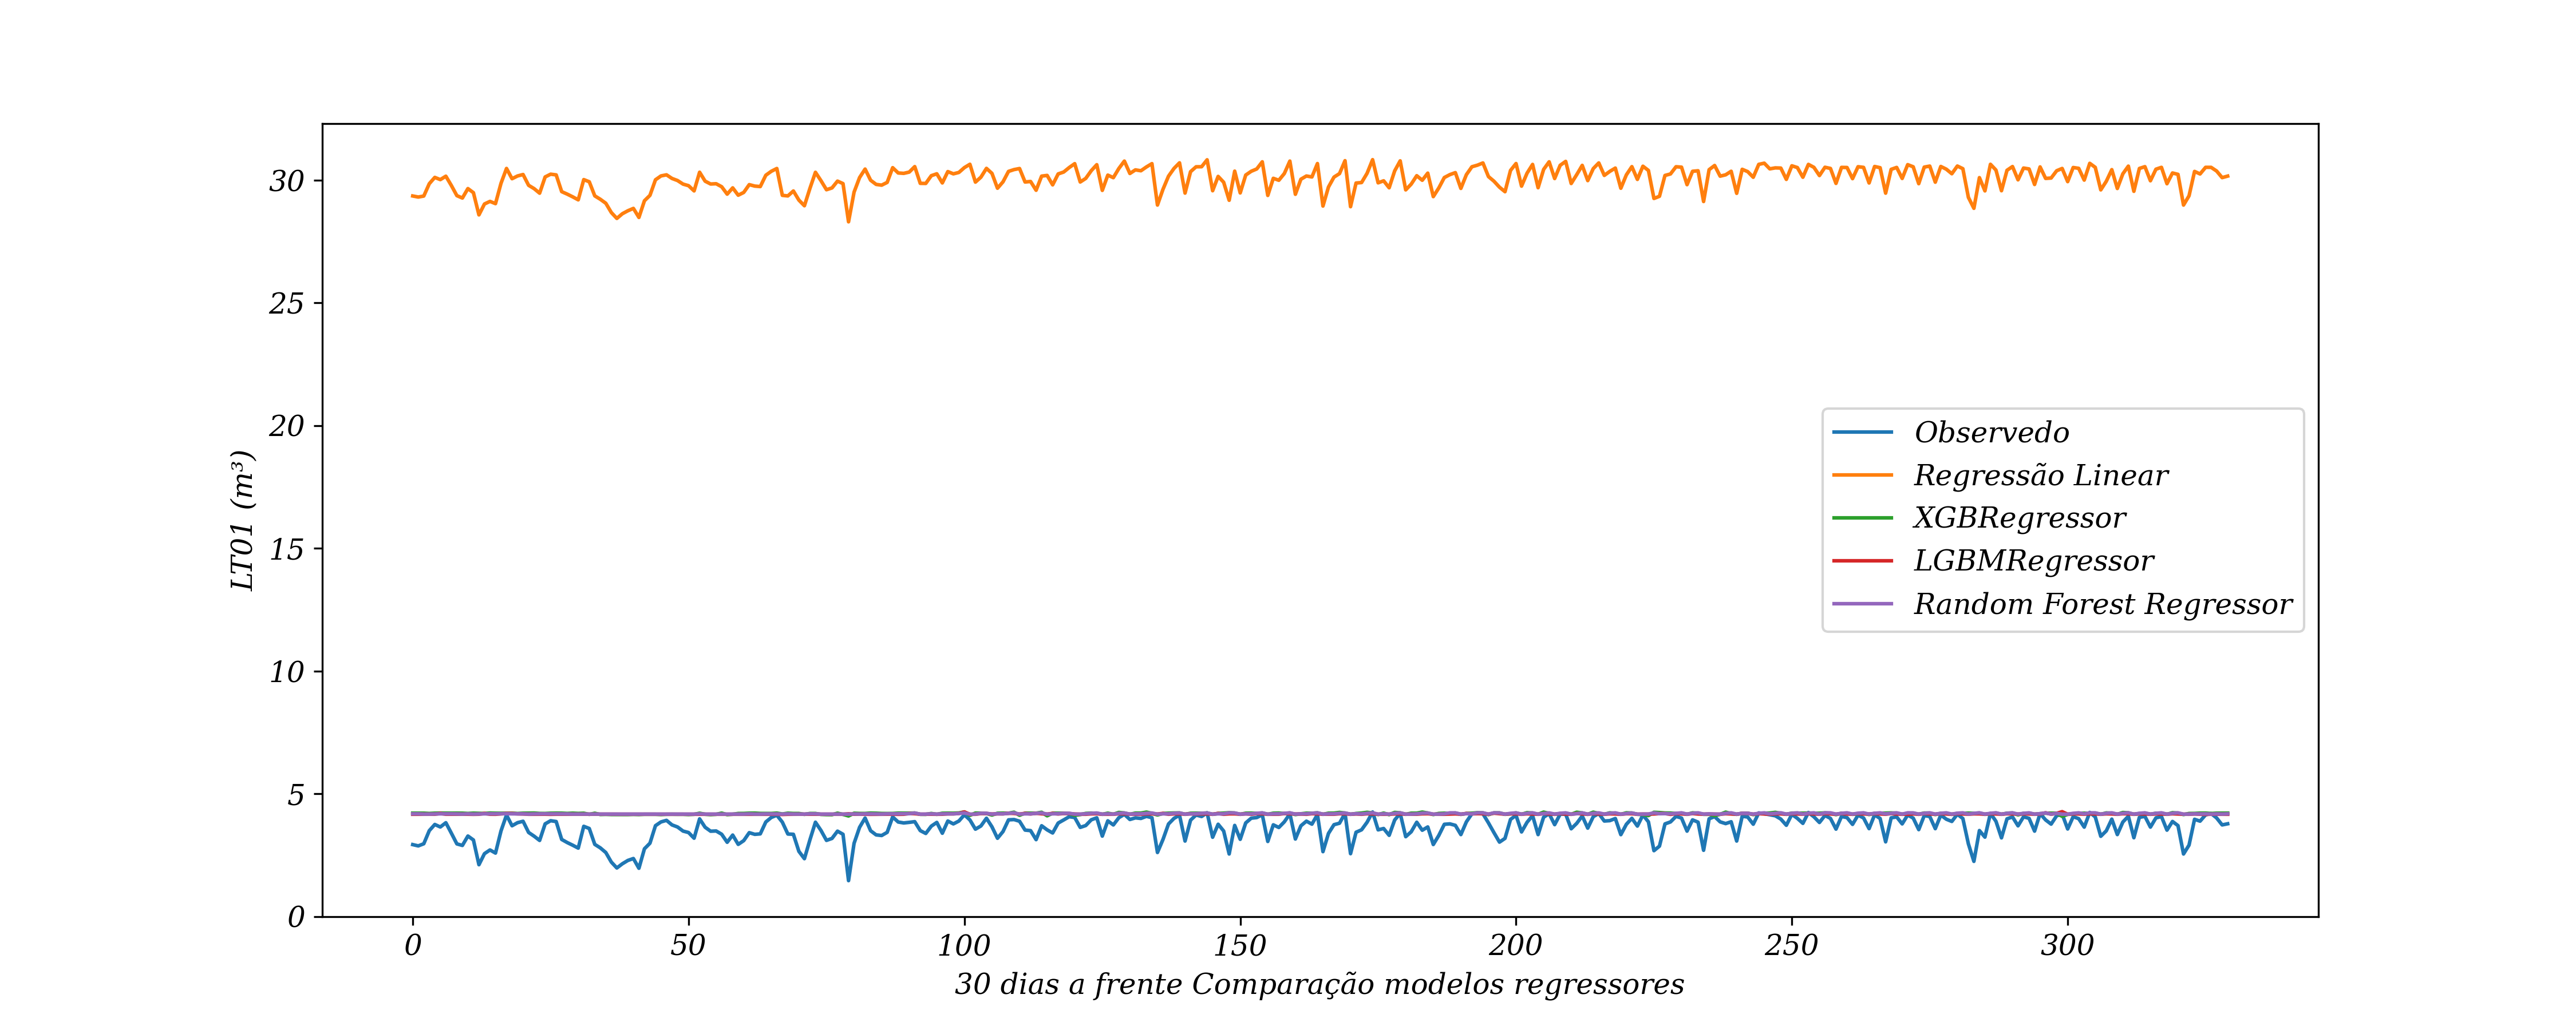 30
25
20
15
10
5
0
LT01 (m³)
Observedo
Regressão Linear
XGBRegressor
LGBMRegressor
Random Forest Regressor
0 50 100 150 200 250 300
30 dias a frente Comparação modelos regressores